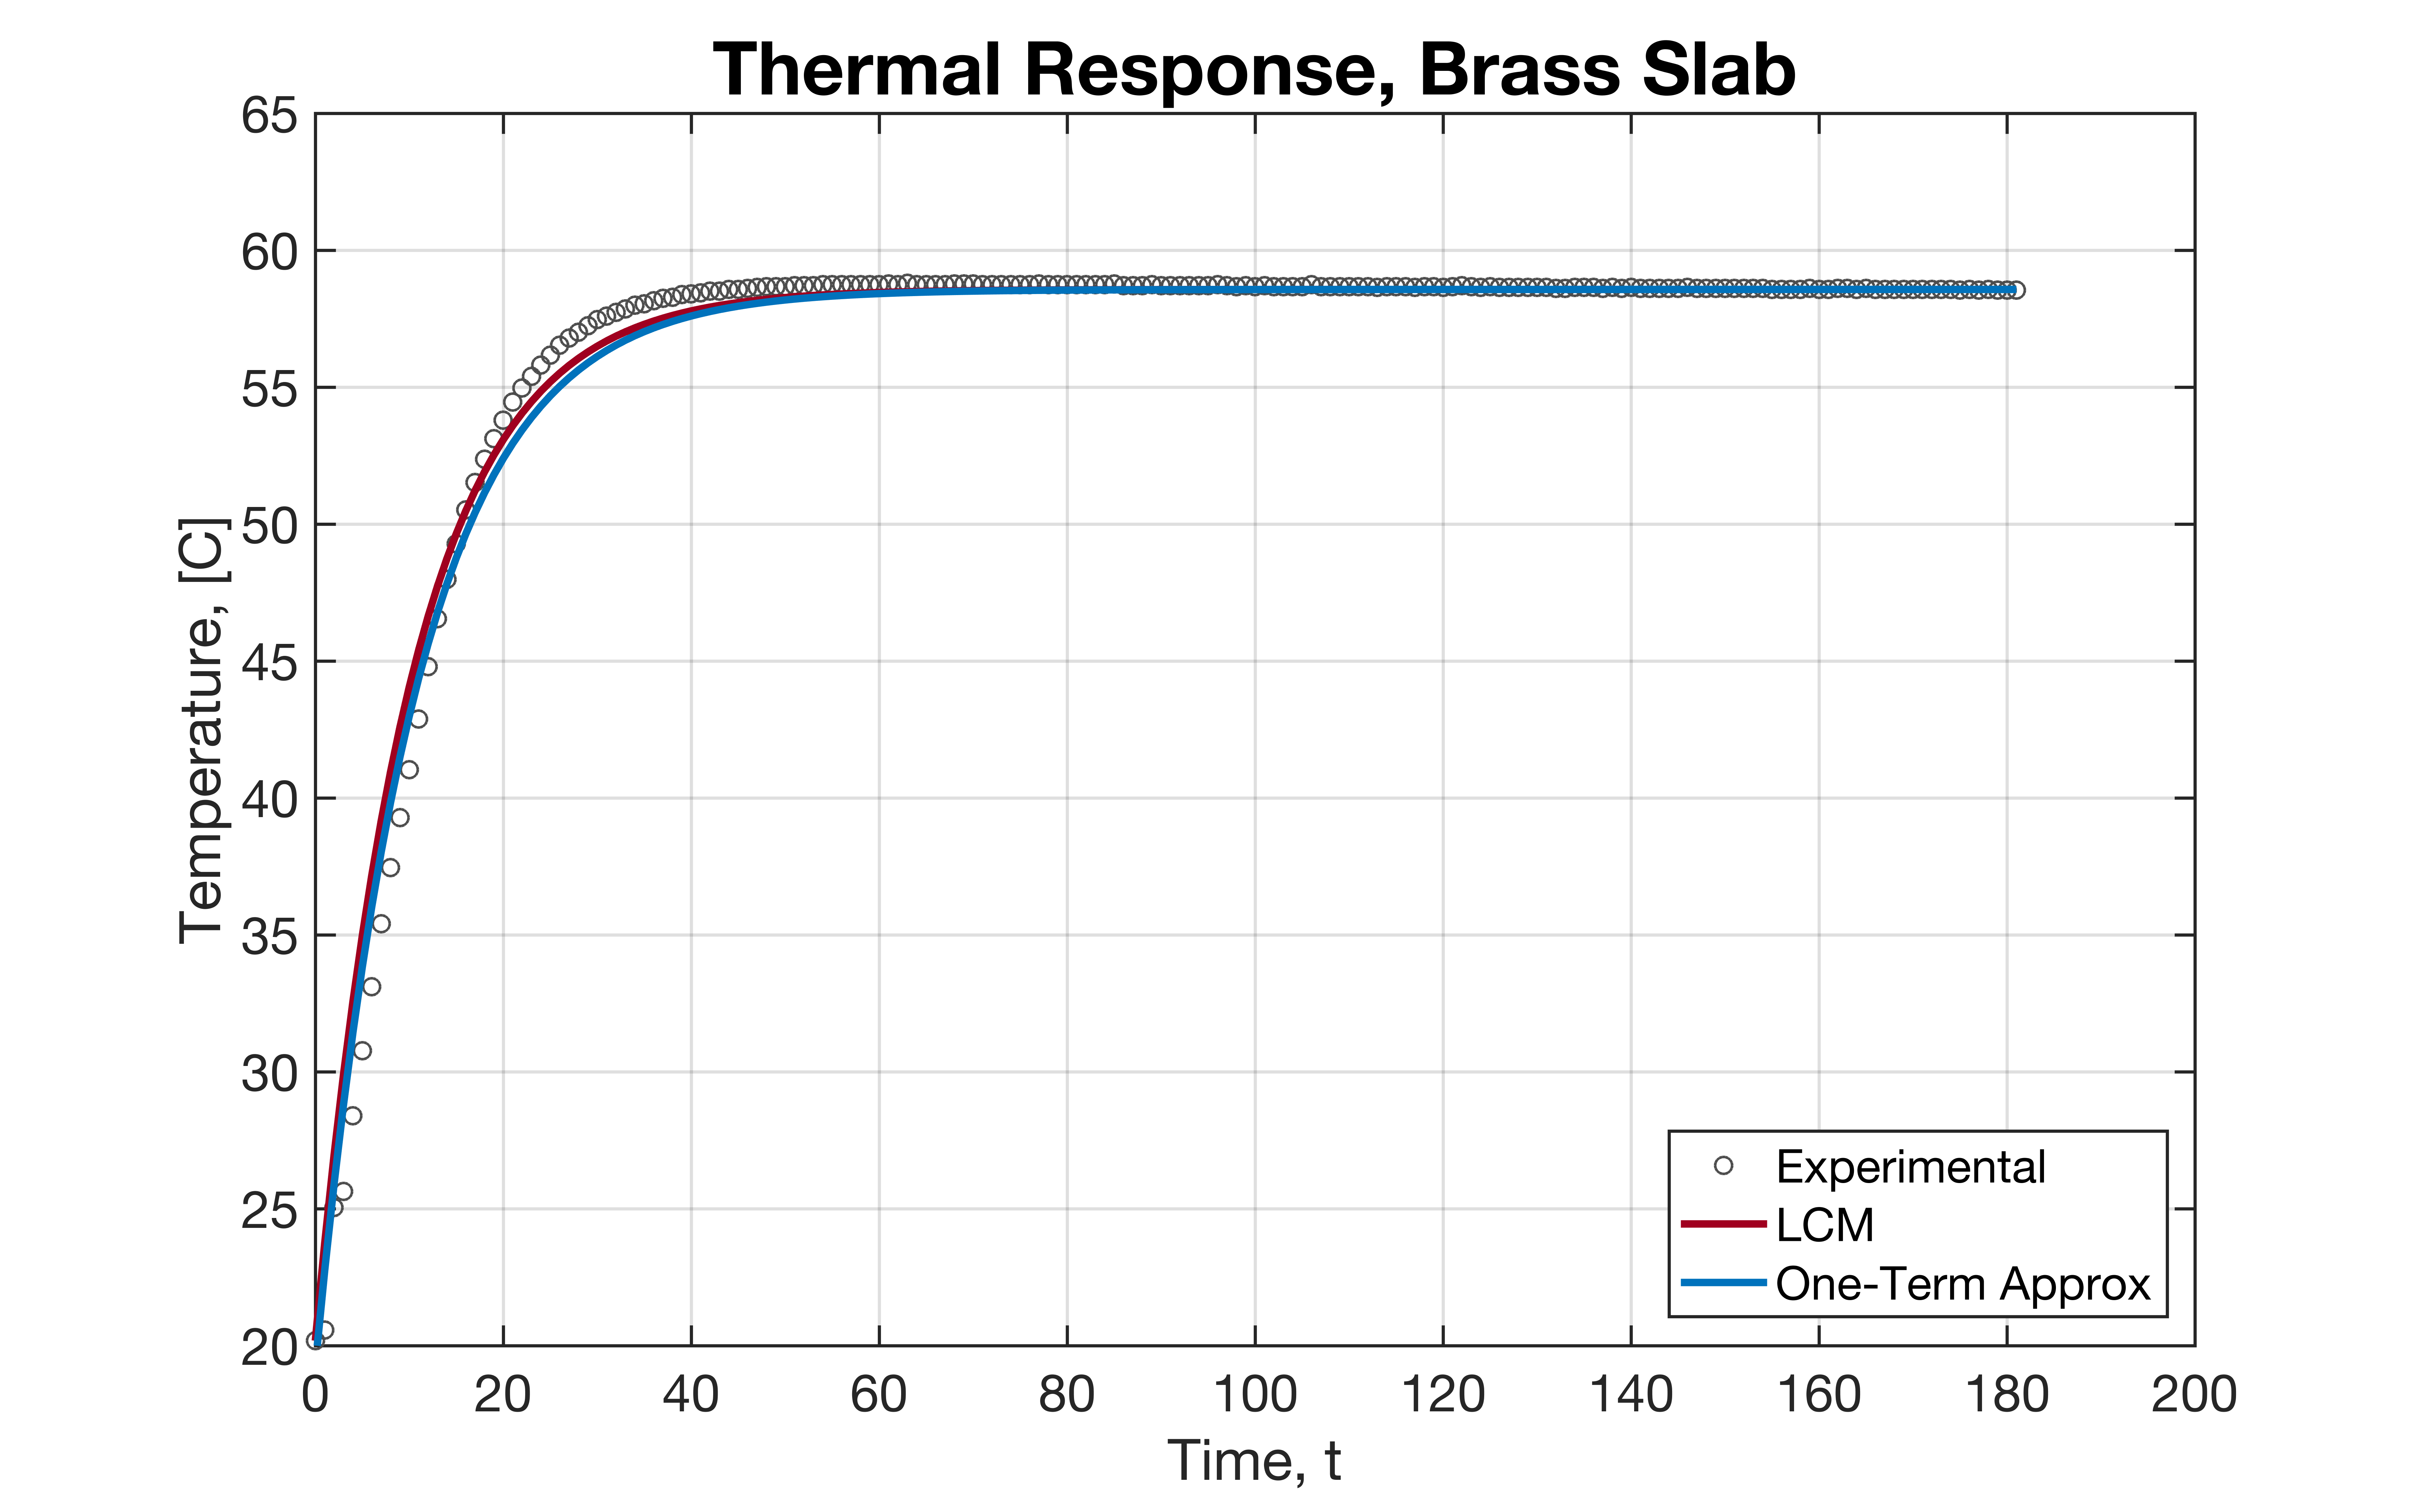 Thermal Response, Brass Slab
65
60
55
50
45
40
35
30
25
20
Temperature, [C]
0 20 40 60 80 100 120 140 160 180 200
Time, t
Experimental
LCM
One-Term Approx